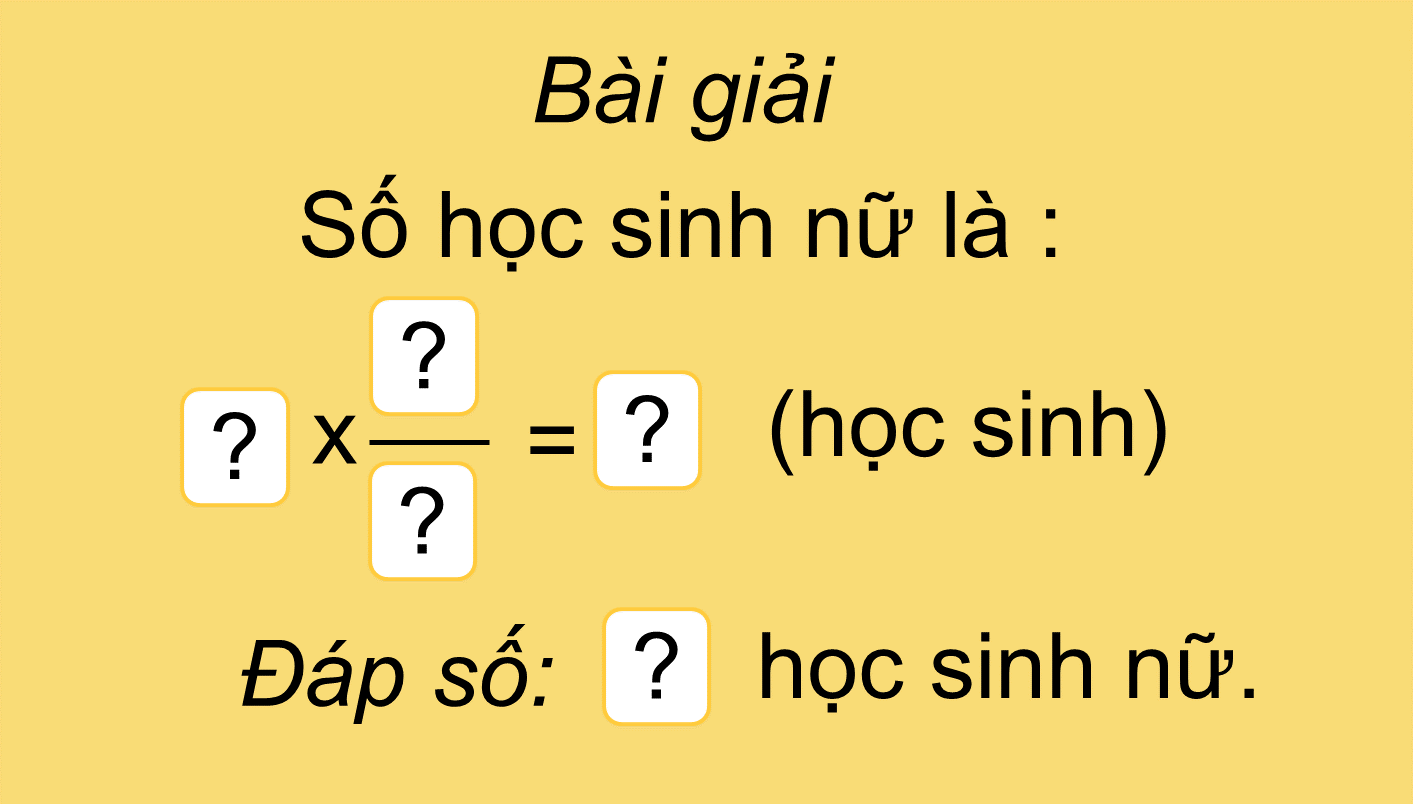 Bài giải
Số học sinh nữ là :
? x ? / ? = ? (học sinh)
Đáp số: ? học sinh nữ.